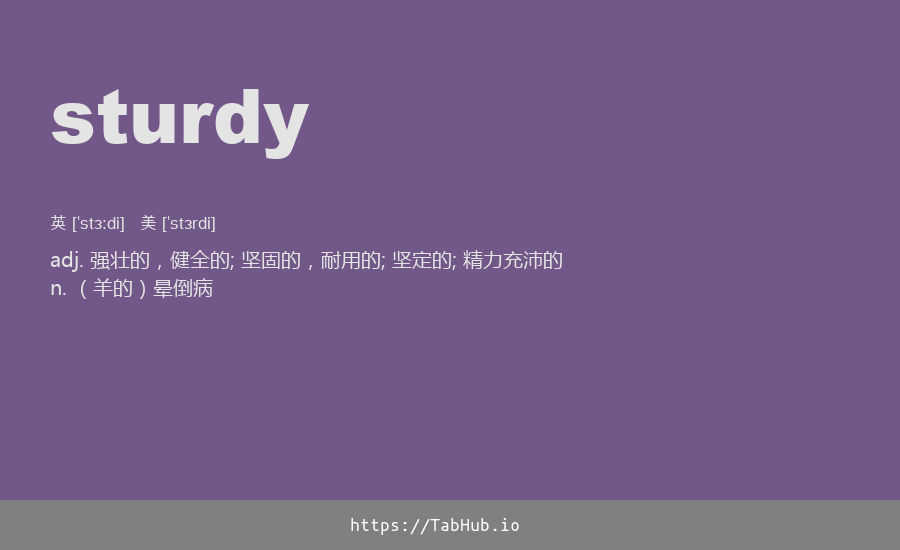 sturdy
英 [ˈstɜːdi] 美 [ˈstɜrdi]
adj. 强壮的，健全的; 坚固的，耐用的; 坚定的; 精力充沛的
n. （羊的）晕倒病
https://TabHub.io